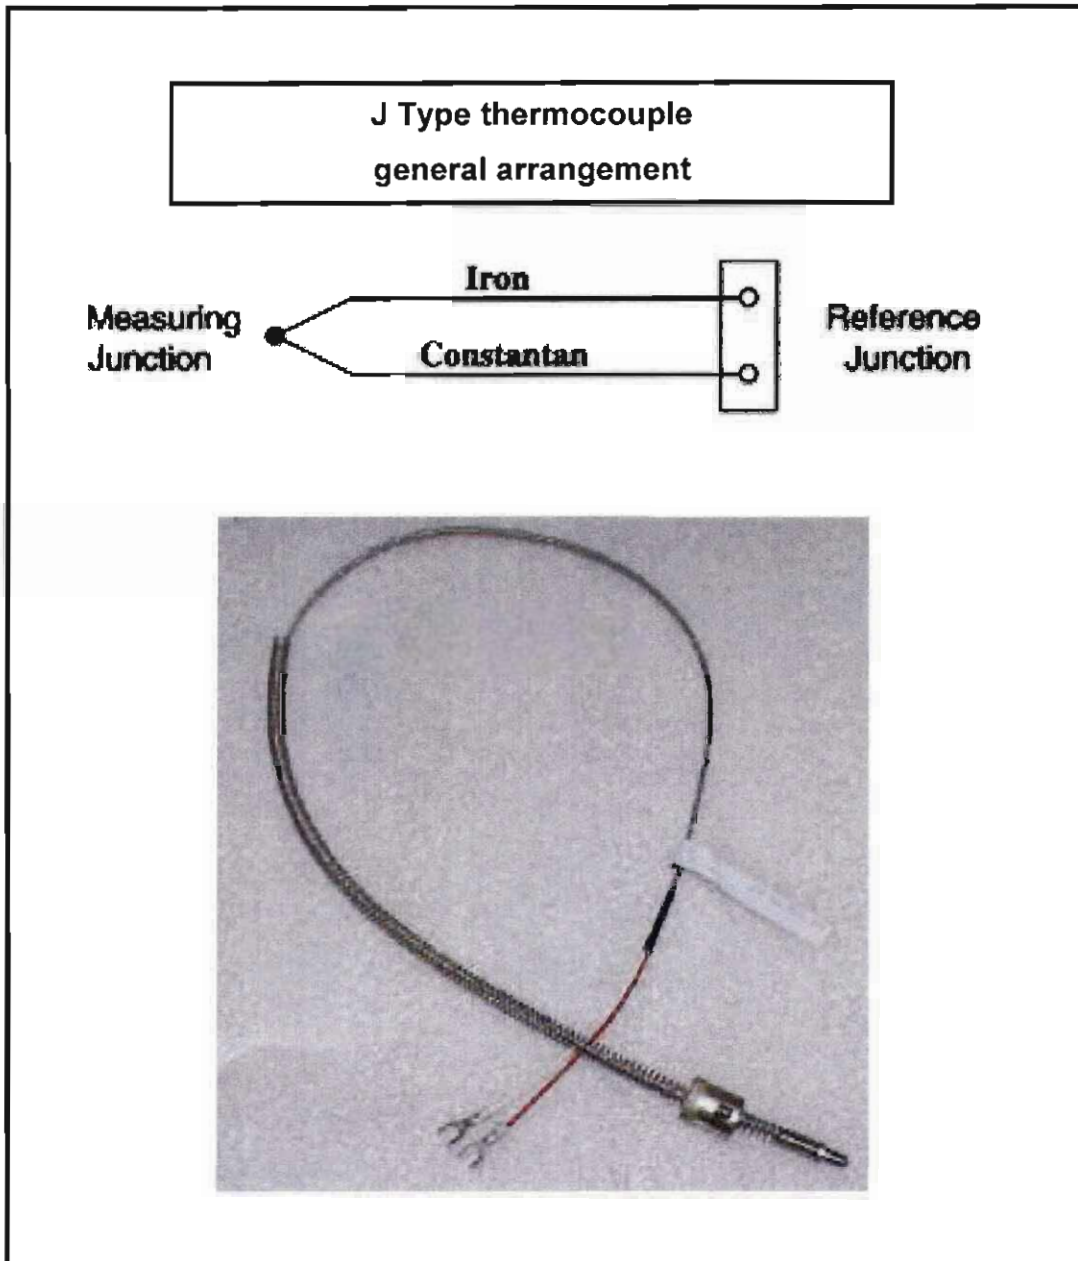 J Type thermocouple
general arrangement
Iron
Measuring
Junction
Constantan
Reference
Junction